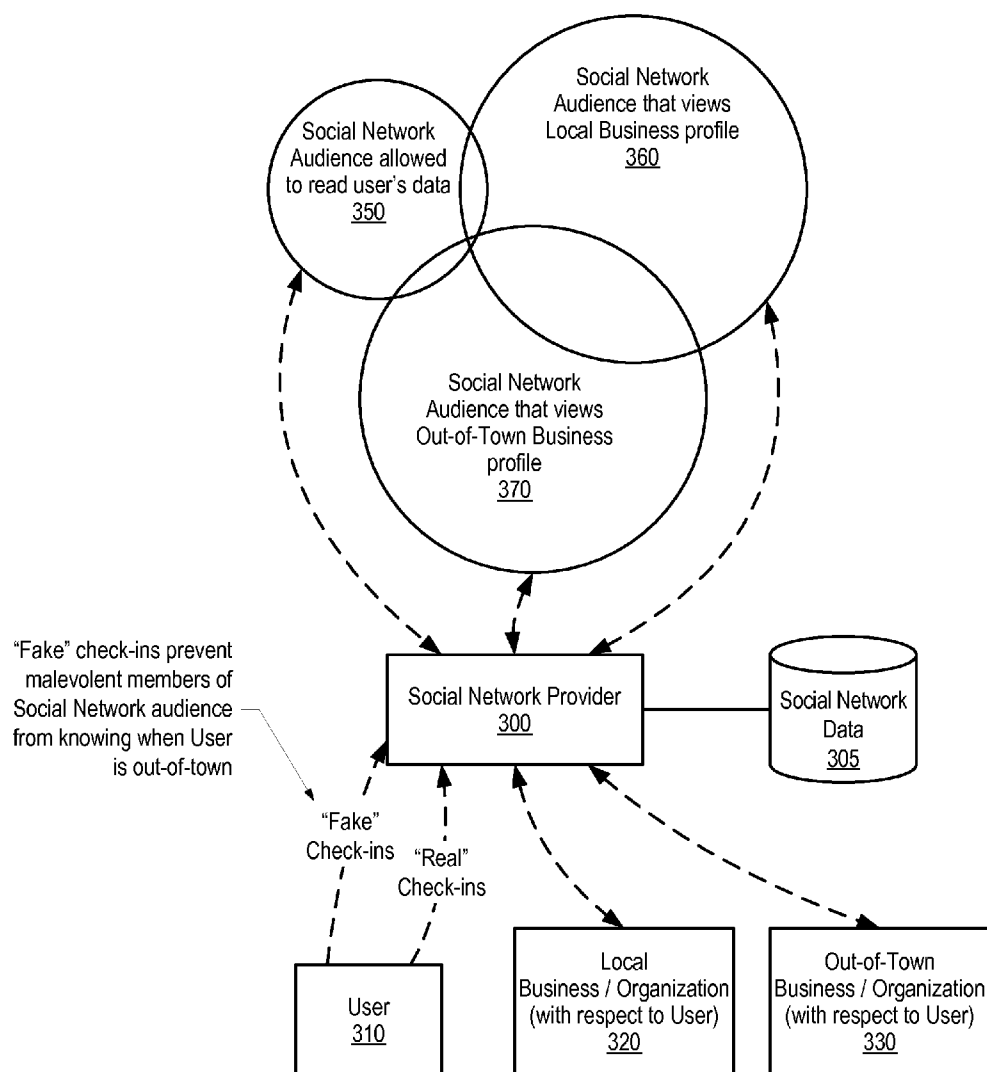 Social Network
Audience that views
Local Business profile
360
Social Network
Audience allowed
to read user's data
350
Social Network
Audience that views
Out-of-Town Business
profile
370
“Fake” check-ins prevent
malevolent members of
Social Network audience
from knowing when User
is out-of-town
Social Network Provider
300
Social Network
Data
305
“Fake”
Check-ins
“Real”
Check-ins
User
310
Local
Business / Organization
(with respect to User)
320
Out-of-Town
Business / Organization
(with respect to User)
330